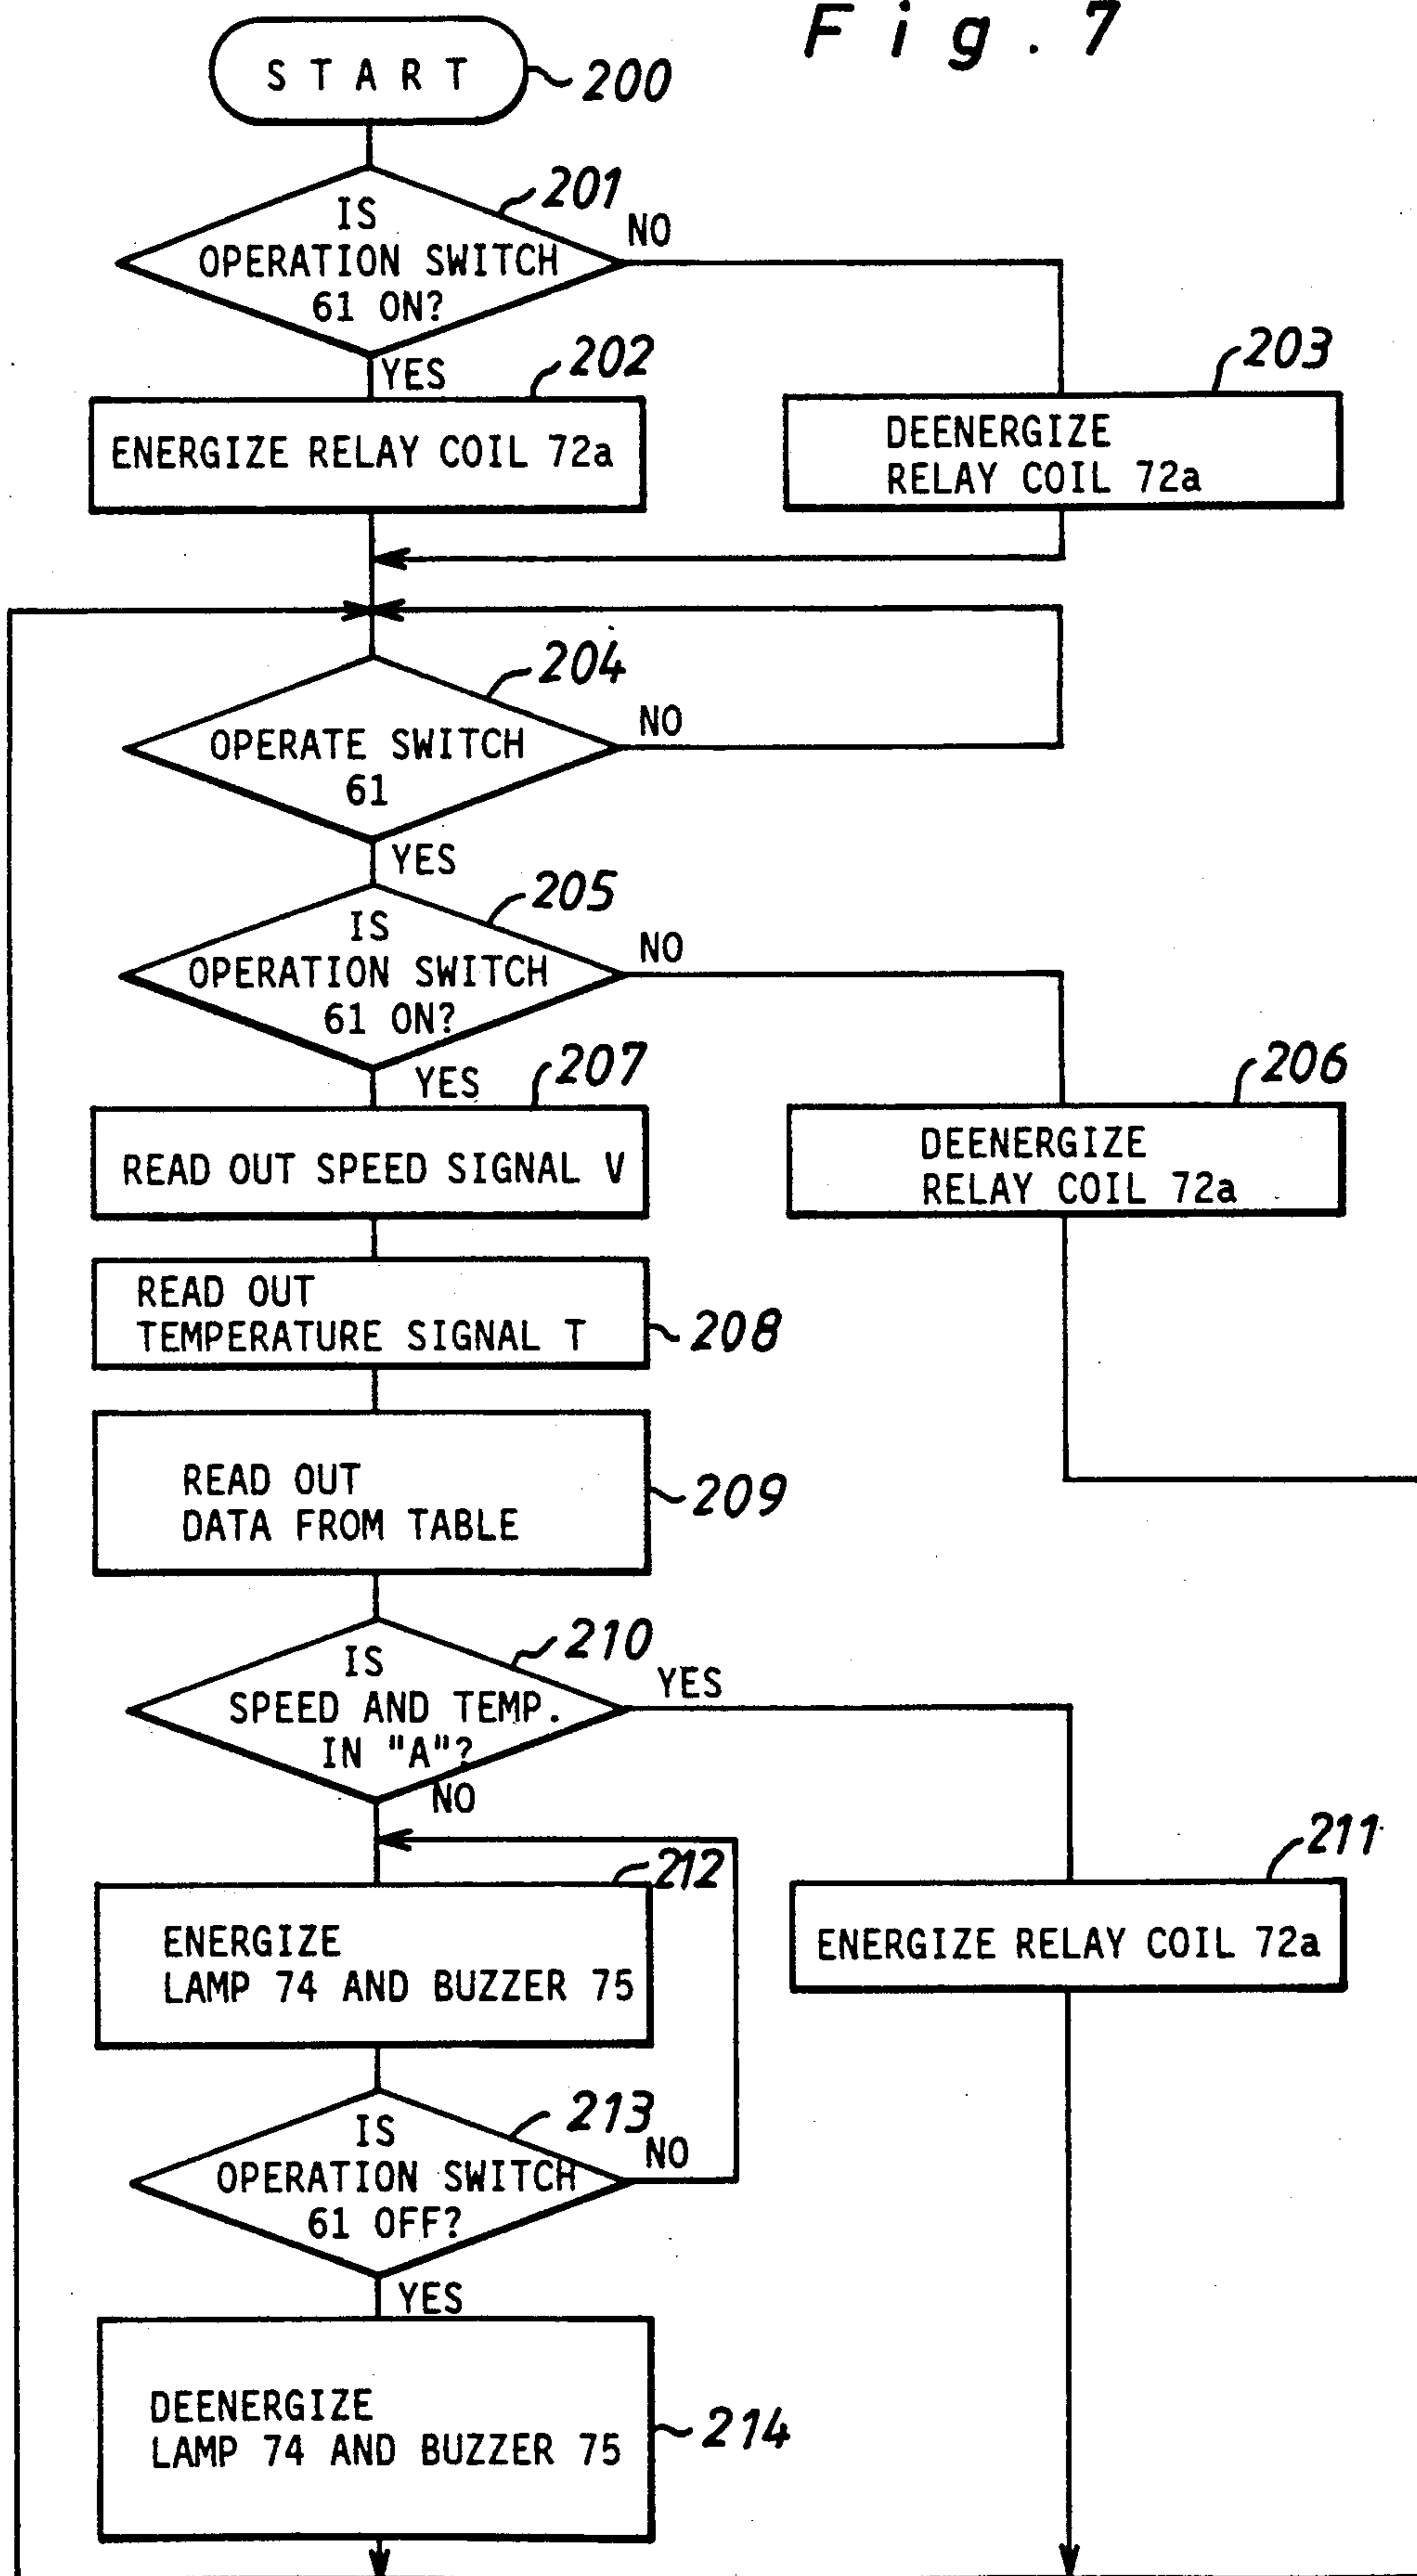 Fig. 7
START
200
201
IS
OPERATION SWITCH
61 ON?
NO
YES
202
ENERGIZE RELAY COIL 72a
203
DEENERGIZE
RELAY COIL 72a
204
OPERATE SWITCH
61
NO
YES
205
IS
OPERATION SWITCH
61 ON?
NO
YES
207
READ OUT SPEED SIGNAL V
206
DEENERGIZE
RELAY COIL 72a
READ OUT
TEMPERATURE SIGNAL T
208
READ OUT
DATA FROM TABLE
209
210
IS
SPEED AND TEMP.
IN "A"?
YES
NO
211
ENERGIZE RELAY COIL 72a
212
ENERGIZE
LAMP 74 AND BUZZER 75
213
IS
OPERATION SWITCH
61 OFF?
NO
YES
DEENERGIZE
LAMP 74 AND BUZZER 75
214